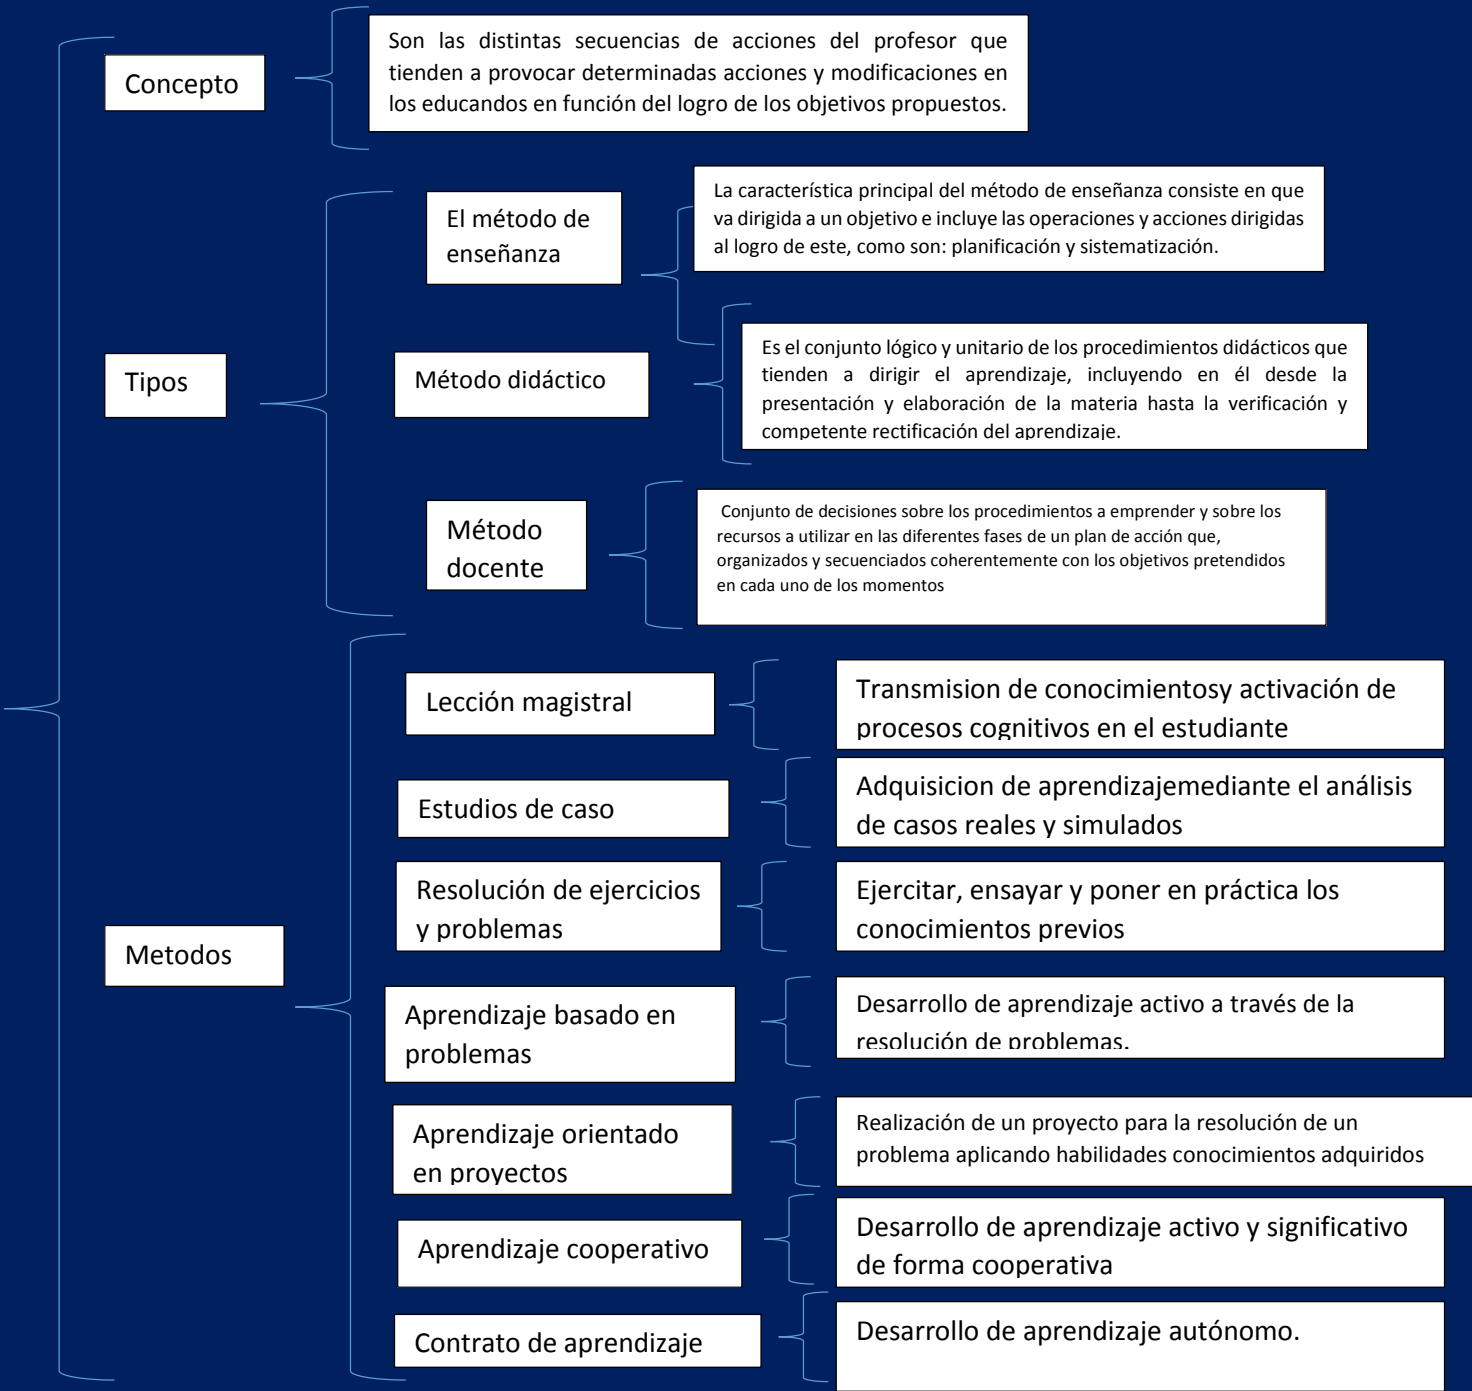 Concepto
Son las distintas secuencias de acciones del profesor que
tienden a provocar determinadas acciones y modificaciones en
los educandos en función del logro de los objetivos propuestos.
Tipos
El método de
enseñanza
La característica principal del método de enseñanza consiste en que
va dirigida a un objetivo e incluye las operaciones y acciones dirigidas
al logro de este, como son: planificación y sistematización.
Método didáctico
Es el conjunto lógico y unitario de los procedimientos didácticos que
tienden a dirigir el aprendizaje, incluyendo en él desde la
presentación y elaboración de la materia hasta la verificación y
competente rectificación del aprendizaje.
Método
docente
Conjunto de decisiones sobre los procedimientos a emprender y sobre los
recursos a utilizar en las diferentes fases de un plan de acción que,
organizados y secuenciados coherentemente con los objetivos pretendidos
en cada uno de los momentos
Metodos
Lección magistral
Transmision de conocimientosy activación de
procesos cognitivos en el estudiante
Estudios de caso
Adquisicion de aprendizajemediante el análisis
de casos reales y simulados
Resolución de ejercicios
y problemas
Ejercitar, ensayar y poner en práctica los
conocimientos previos
Aprendizaje basado en
problemas
Desarrollo de aprendizaje activo a través de la
resolución de problemas.
Aprendizaje orientado
en proyectos
Realización de un proyecto para la resolución de un
problema aplicando habilidades conocimientos adquiridos
Aprendizaje cooperativo
Desarrollo de aprendizaje activo y significativo
de forma cooperativa
Contrato de aprendizaje
Desarrollo de aprendizaje autónomo.